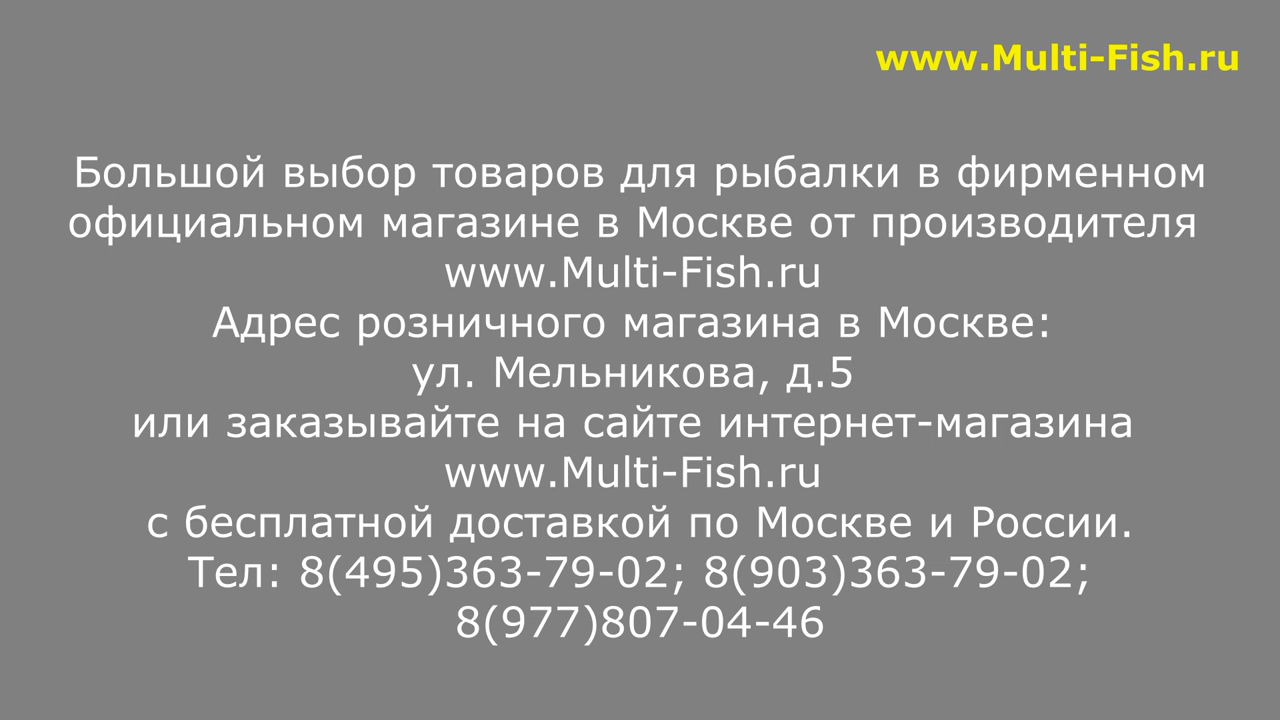 www.Multi-Fish.ru
Большой выбор товаров для рыбалки в фирменном
официальном магазине в Москве от производителя
www.Multi-Fish.ru
Адрес розничного магазина в Москве:
ул. Мельникова, д.5
или заказывайте на сайте интернет-магазина
www.Multi-Fish.ru
с бесплатной доставкой по Москве и России.
Тел: 8(495)363-79-02; 8(903)363-79-02;
8(977)807-04-46